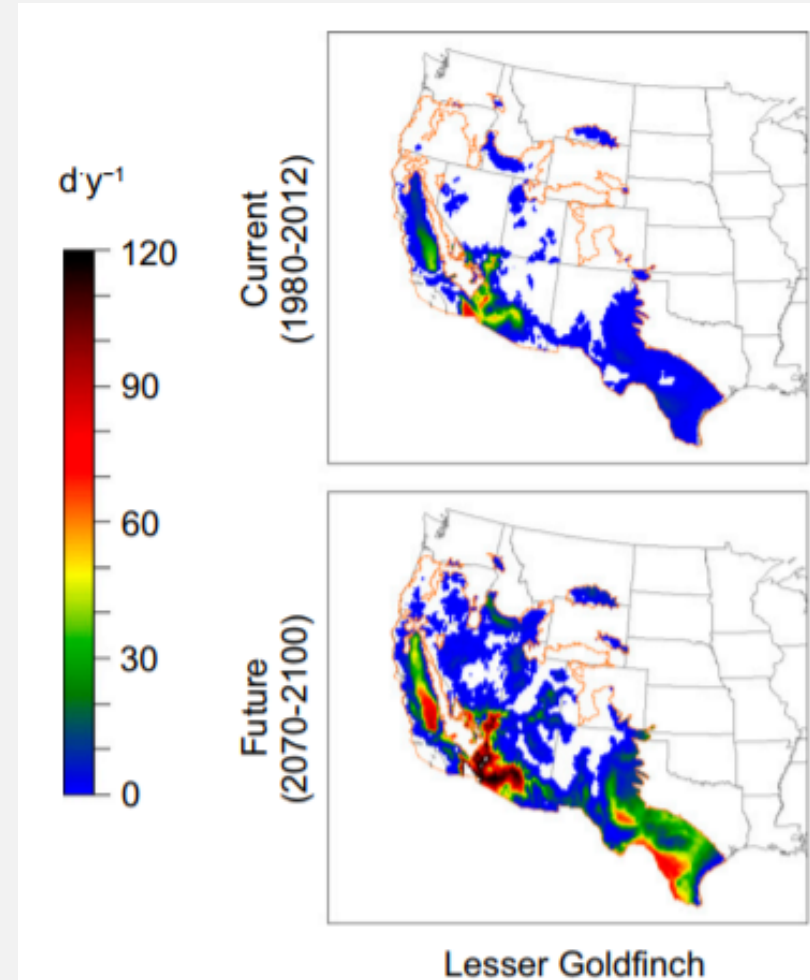 d·y⁻¹
120
90
60
30
0
Current
(1980-2012)
Future
(2070-2100)
Lesser Goldfinch